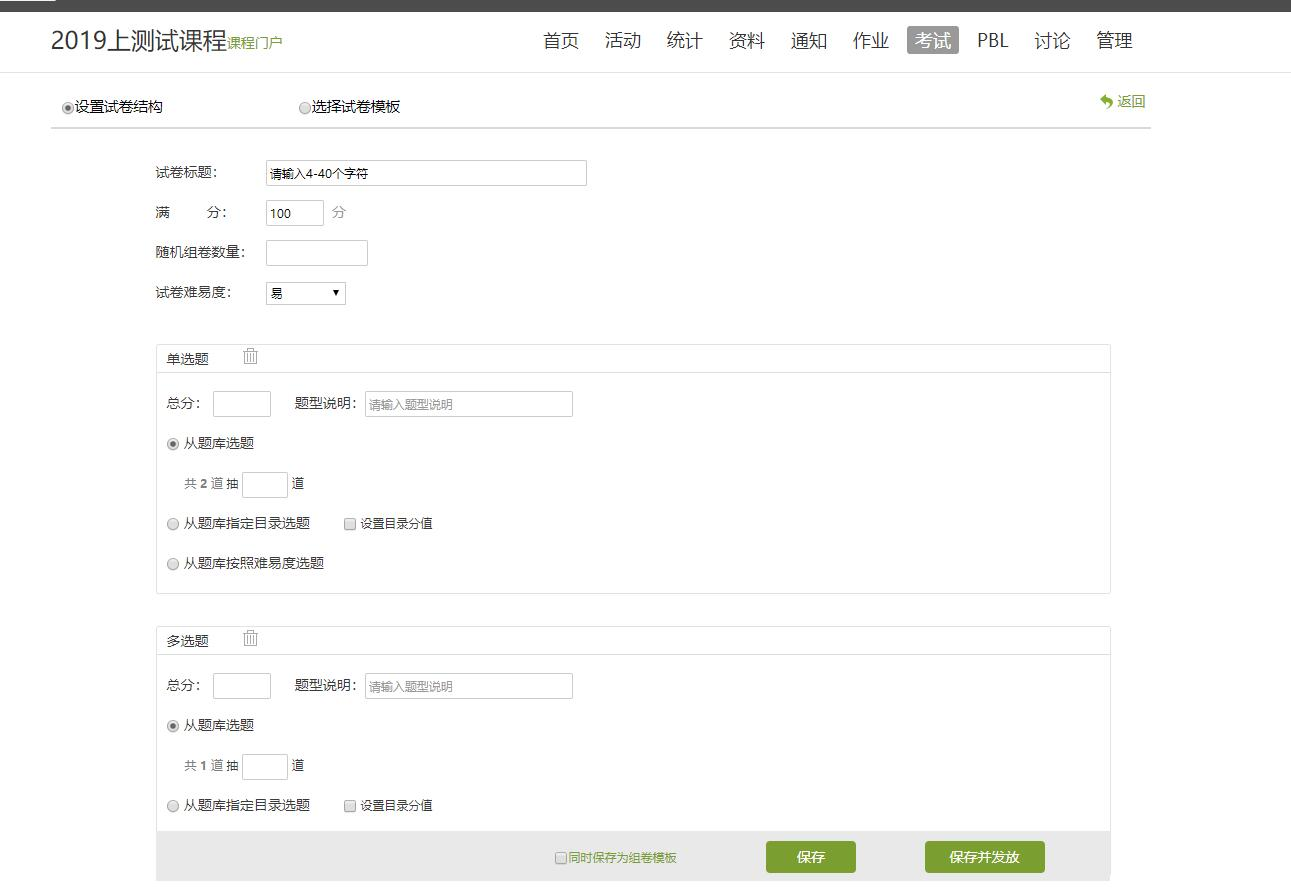 2019上测试课程课程门户 首页 活动 统计 资料 通知 作业 考试 PBL 讨论 管理
设置试卷结构 选择试卷模板 返回
试卷标题： 请输入4-40个字符
满 分： 100 分
随机组卷数量：
试卷难易度： 易
单选题
总分： 题型说明： 请输入题型说明
从题库选题
共 2 道 抽 道
从题库指定目录选题 设置目录分值
从题库按照难易度选题
多选题
总分： 题型说明： 请输入题型说明
从题库选题
共 1 道 抽 道
从题库指定目录选题 设置目录分值
同时保存为组卷模板 保存 保存并发放